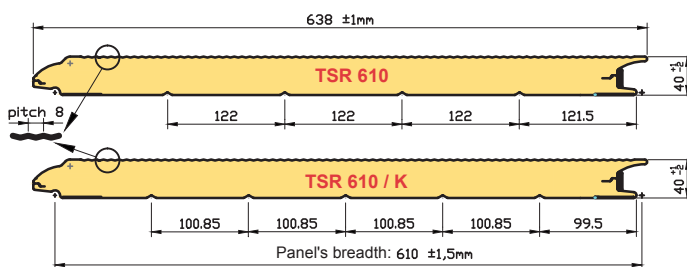 638 ±1mm
TSR 610
40 +1 -2
pitch 8
122 122 122 121.5
TSR 610 / K
40 +1 -2
100.85 100.85 100.85 100.85 99.5
Panel's breadth: 610 ±1,5mm